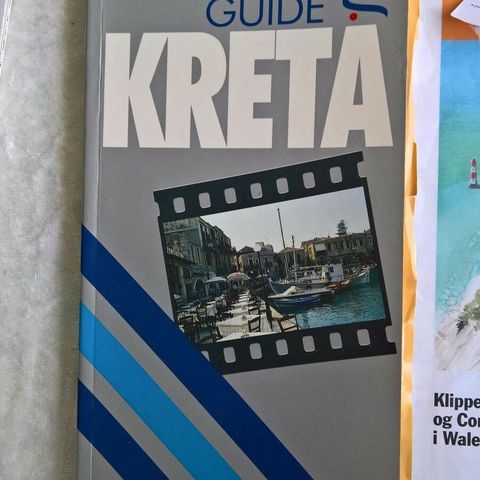 GUIDE
KRETA
Klippe
og Co
i Wale